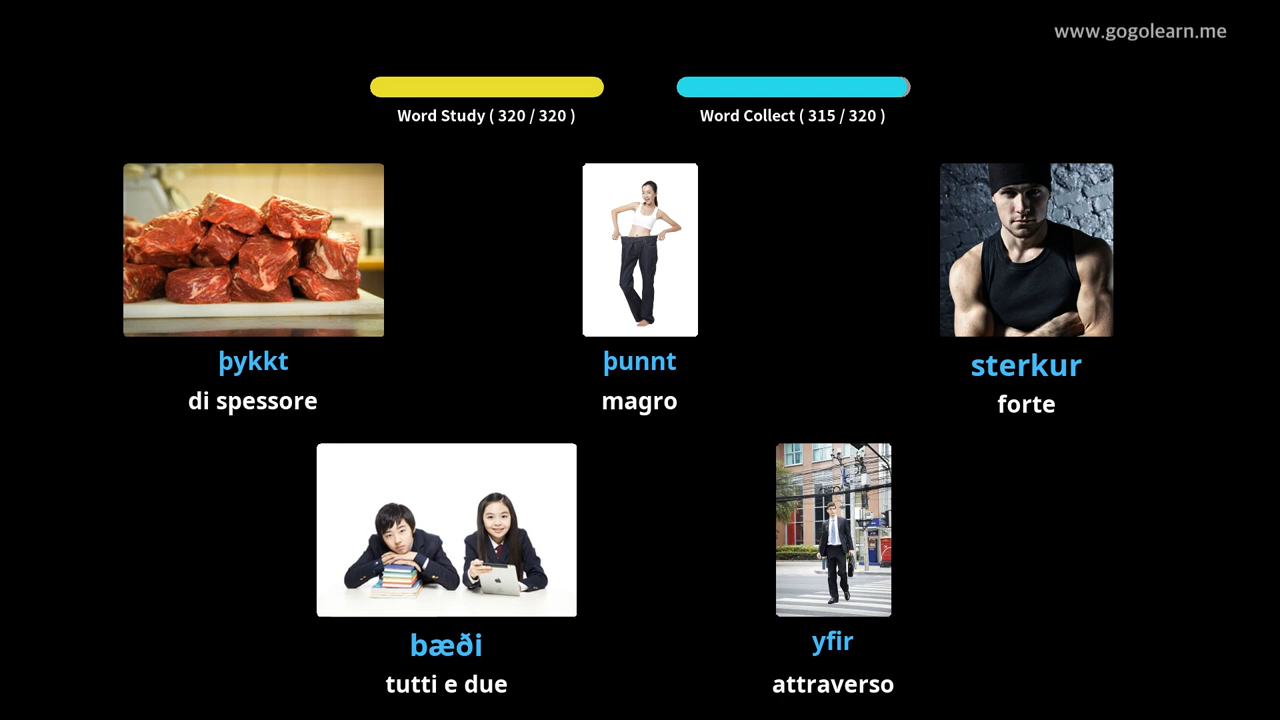 www.gogolearn.me
Word Study ( 320 / 320 )
Word Collect ( 315 / 320 )
þykkt
di spessore
þunnt
magro
sterkur
forte
bæði
tutti e due
yfir
attraverso